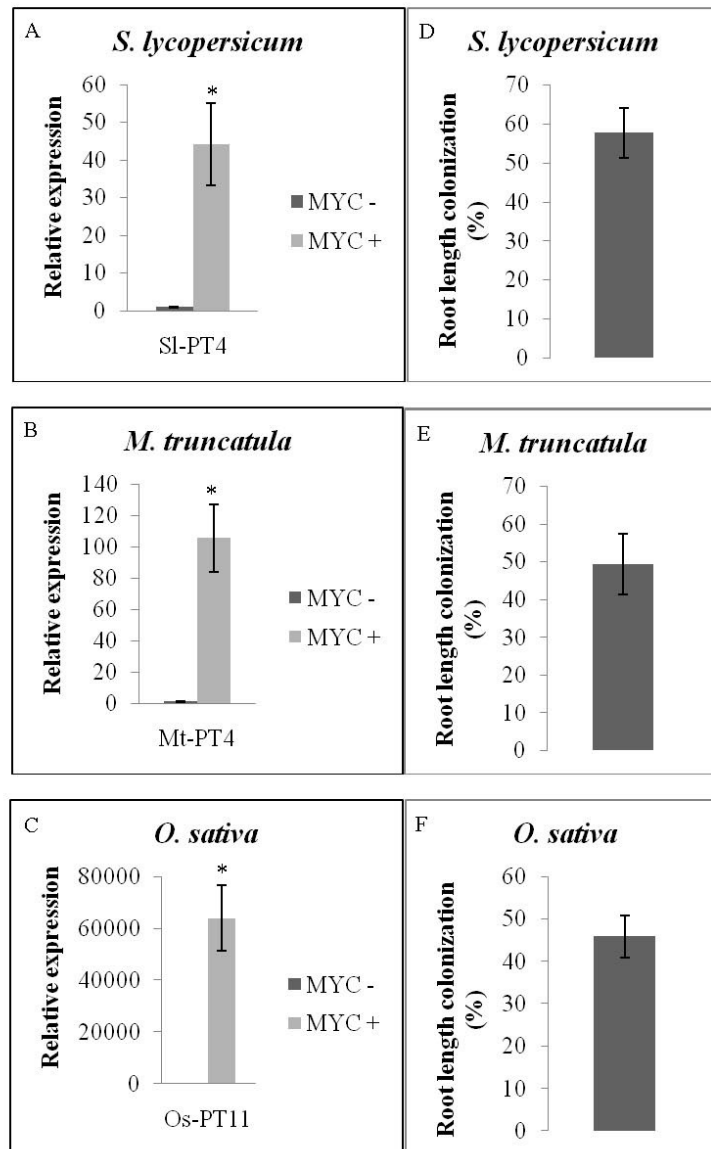 A
S. lycopersicum
Relative expression
60
50
40
30
20
10
0
*
Sl-PT4
MYC -
MYC +
D
S. lycopersicum
Root length colonization
(%)
70
60
50
40
30
20
10
0
B
M. truncatula
Relative expression
140
120
100
80
60
40
20
0
*
Mt-PT4
MYC -
MYC +
E
M. truncatula
Root length colonization
(%)
70
60
50
40
30
20
10
0
C
O. sativa
Relative expression
80000
60000
40000
20000
0
*
Os-PT11
MYC -
MYC +
F
O. sativa
Root length colonization
(%)
60
50
40
30
20
10
0